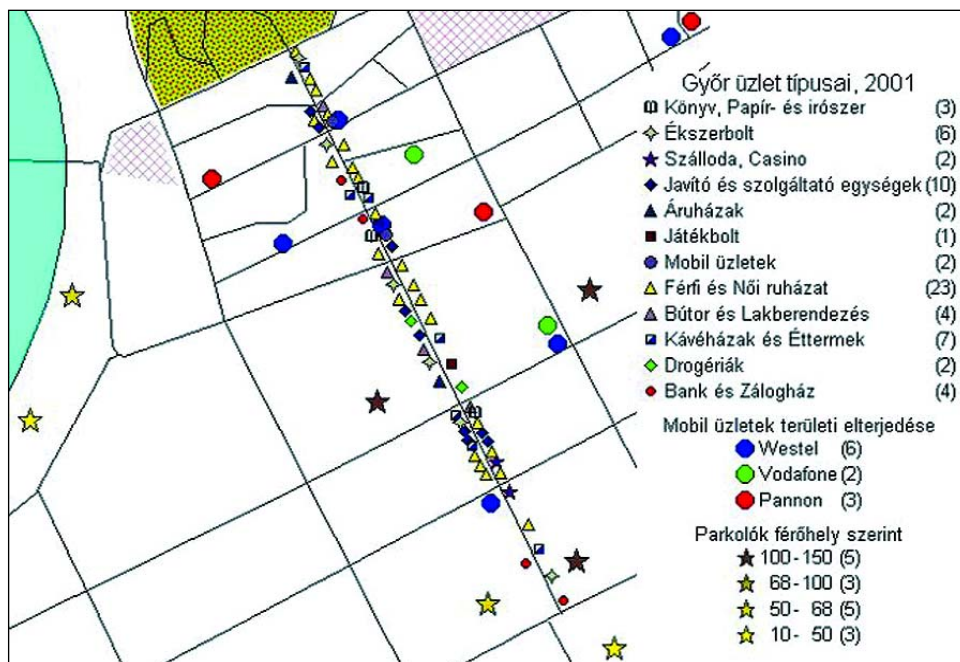 Győr üzlet típusai, 2001
Könyv, Papír- és irószer (3)
Ékszerbolt (6)
Szálloda, Casino (2)
Javító és szolgáltató egységek (10)
Áruházak (2)
Játékbolt (1)
Mobil üzletek (2)
Férfi és Női ruházat (23)
Bútor és Lakberendezés (4)
Kávéházak és Éttermek (7)
Drogériák (2)
Bank és Zálogház (4)
Mobil üzletek területi elterjedése
Westel (6)
Vodafone (2)
Pannon (3)
Parkolók férőhely szerint
100 - 150 (5)
68 - 100 (3)
50 - 68 (5)
10 - 50 (3)